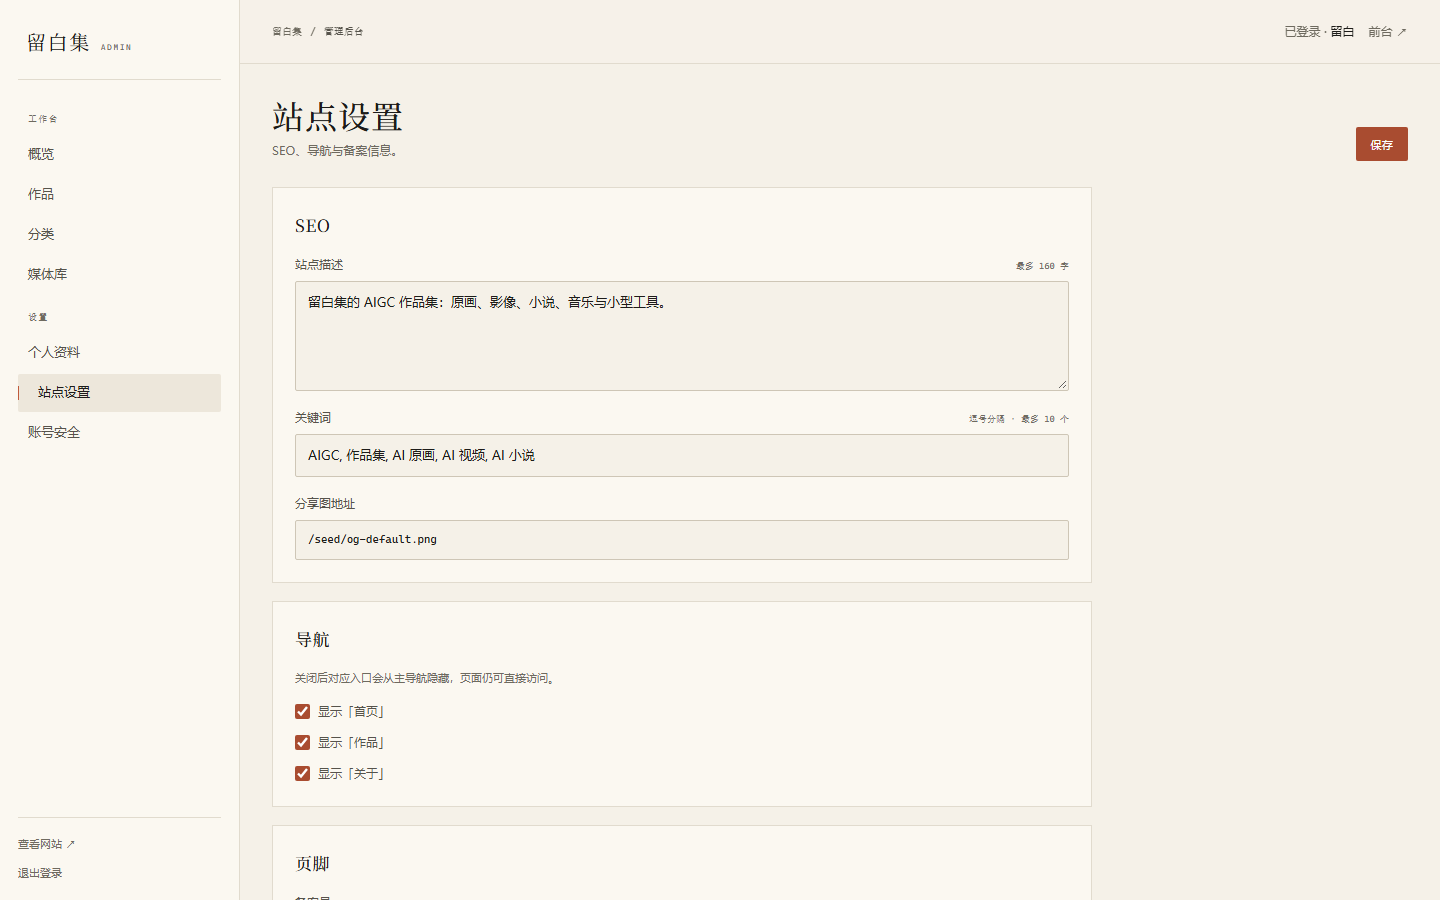 留白集 ADMIN
工作台
概览
作品
分类
媒体库
设置
个人资料
站点设置
账号安全
查看网站 ↗
退出登录
留白集 / 管理后台
已登录 · 留白 前台 ↗
站点设置
SEO、导航与备案信息。
保存
SEO
站点描述 最多 160 字
留白集的 AIGC 作品集：原画、影像、小说、音乐与小型工具。
关键词 逗号分隔 · 最多 10 个
AIGC, 作品集, AI 原画, AI 视频, AI 小说
分享图地址
/seed/og-default.png
导航
关闭后对应入口会从主导航隐藏，页面仍可直接访问。
显示「首页」
显示「作品」
显示「关于」
页脚